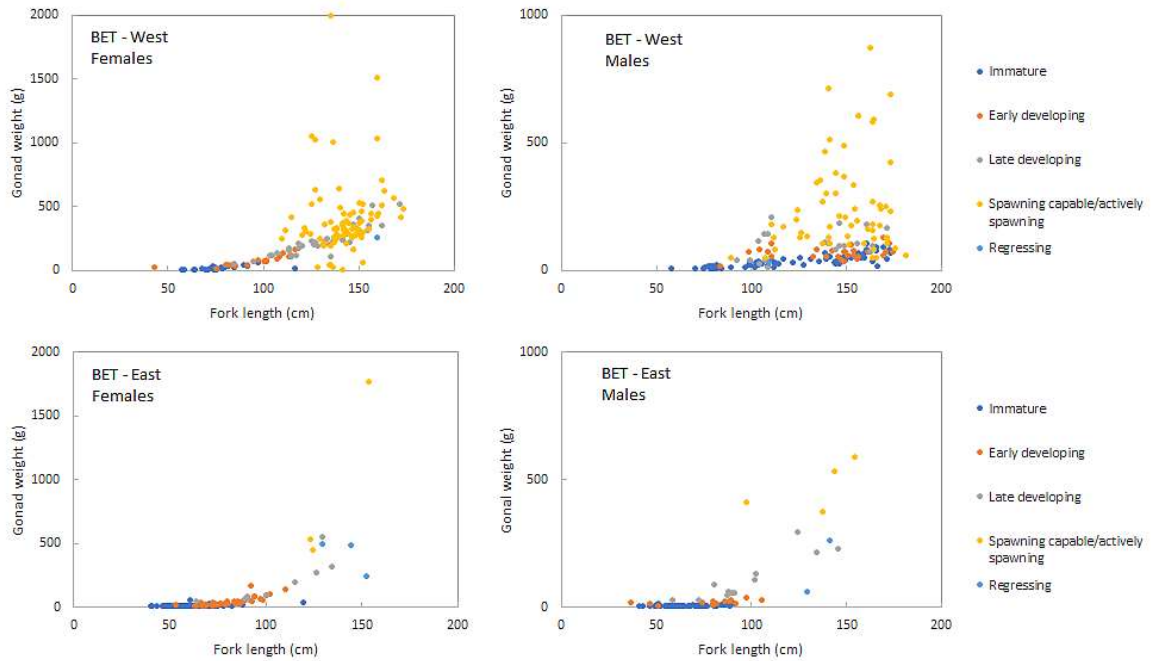 BET - West
Females
Gonad weight (g)
2000
1500
1000
500
0
0
50
100
150
200
Fork length (cm)
BET - West
Males
Gonad weight (g)
1000
500
0
0
50
100
150
200
Fork length (cm)
Immature
Early developing
Late developing
Spawning capable/actively
spawning
Regressing
BET - East
Females
Gonad weight (g)
2000
1500
1000
500
0
0
50
100
150
200
Fork length (cm)
BET - East
Males
Gonal weight (g)
1000
500
0
0
50
100
150
200
Fork length (cm)
Immature
Early developing
Late developing
Spawning capable/actively
spawning
Regressing